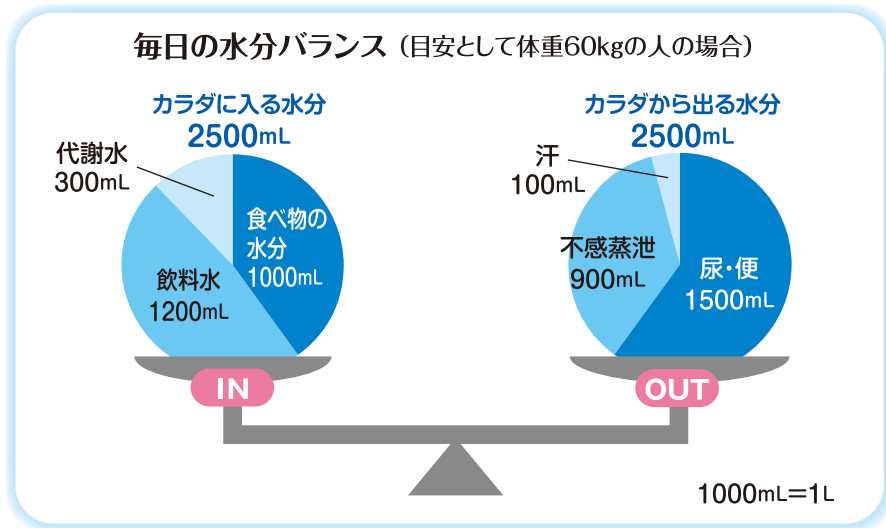 毎日の水分バランス（目安として体重60kgの人の場合）
カラダに入る水分
2500mL
代謝水
300mL
食べ物の
水分
1000mL
飲料水
1200mL
IN
カラダから出る水分
2500mL
汗
100mL
不感蒸泄
900mL
尿・便
1500mL
OUT
1000mL＝1L